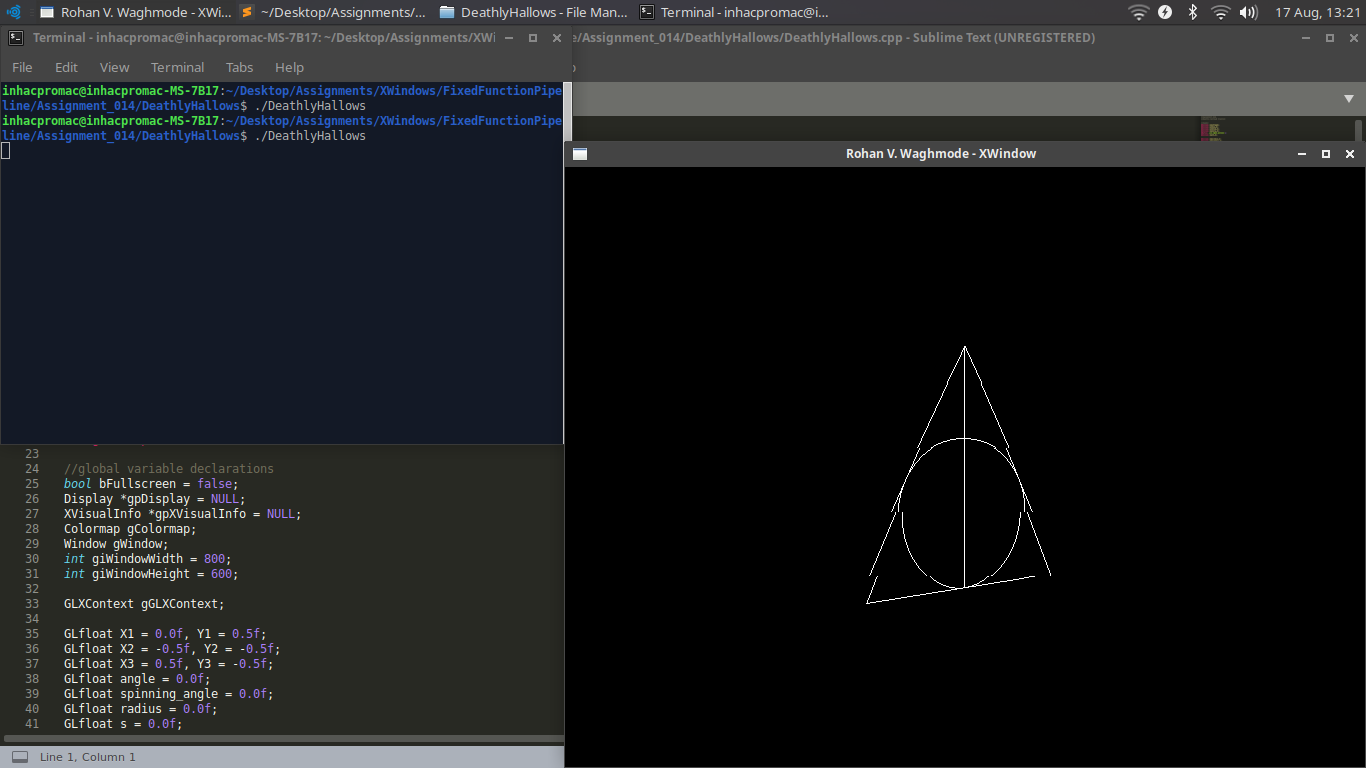 Rohan V. Waghmode - XWi... ~/Desktop/Assignments/... DeathlyHallows - File Man... Terminal - inhacpromac@i... 17 Aug, 13:21
Terminal - inhacpromac@inhacpromac-MS-7B17: ~/Desktop/Assignments/XWi
e/Assignment_014/DeathlyHallows/DeathlyHallows.cpp - Sublime Text (UNREGISTERED)
File Edit View Terminal Tabs Help
inhacpromac@inhacpromac-MS-7B17:~/Desktop/Assignments/XWindows/FixedFunctionPipe
line/Assignment_014/DeathlyHallows$ ./DeathlyHallows
inhacpromac@inhacpromac-MS-7B17:~/Desktop/Assignments/XWindows/FixedFunctionPipe
line/Assignment_014/DeathlyHallows$ ./DeathlyHallows
Rohan V. Waghmode - XWindow
23
24 //global variable declarations
25 bool bFullscreen = false;
26 Display *gpDisplay = NULL;
27 XVisualInfo *gpXVisualInfo = NULL;
28 Colormap gColormap;
29 Window gWindow;
30 int giWindowWidth = 800;
31 int giWindowHeight = 600;
32
33 GLXContext gGLXContext;
34
35 GLfloat X1 = 0.0f, Y1 = 0.5f;
36 GLfloat X2 = -0.5f, Y2 = -0.5f;
37 GLfloat X3 = 0.5f, Y3 = -0.5f;
38 GLfloat angle = 0.0f;
39 GLfloat spinning_angle = 0.0f;
40 GLfloat radius = 0.0f;
41 GLfloat s = 0.0f;
Line 1, Column 1